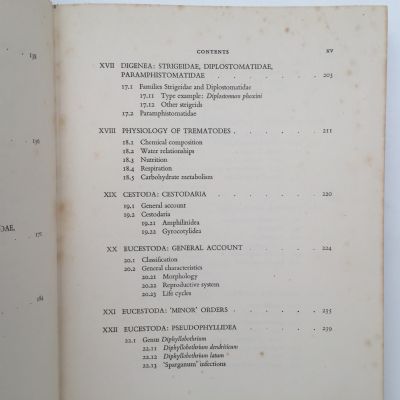 135
156
DAE,
171
184
CONTENTS xv
XVII DIGENEA: STRIGEIDAE, DIPLOSTOMATIDAE,
PARAMPHISTOMATIDAE . . . . . . 203
17.1 Families Strigeidae and Diplostomatidae
17.11 Type example: Diplostomum phoxini
17.12 Other strigeids
17.2 Paramphistomatidae
XVIII PHYSIOLOGY OF TREMATODES . . . . . 211
18.1 Chemical composition
18.2 Water relationships
18.3 Nutrition
18.4 Respiration
18.5 Carbohydrate metabolism
XIX CESTODA: CESTODARIA . . . . . 220
19.1 General account
19.2 Cestodaria
19.21 Amphilinidea
19.22 Gyrocotylidea
XX EUCESTODA: GENERAL ACCOUNT . . . . 224
20.1 Classification
20.2 General characteristics
20.21 Morphology
20.22 Reproductive system
20.23 Life cycles
XXI EUCESTODA: 'MINOR' ORDERS . . . . 235
XXII EUCESTODA: PSEUDOPHYLLIDEA . . . . 239
22.1 Genus Diphyllobothrium
22.11 Diphyllobothrium dendriticum
22.12 Diphyllobothrium latum
22.13 'Sparganum' infections